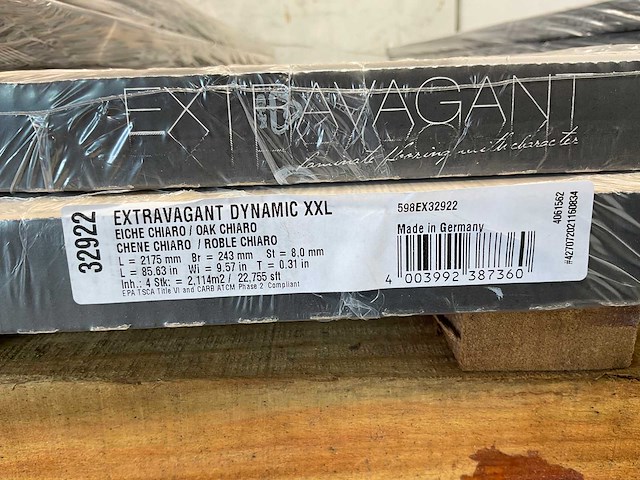 EXTRAVAGANT
laminate flooring with character
32922
EXTRAVAGANT DYNAMIC XXL
EICHE CHIARO / OAK CHIARO
CHENE CHIARO / ROBLE CHIARO
L = 2175 mm Br = 243 mm St = 8,0 mm
L = 85.63 in Wi = 9.57 in T = 0.31 in
Inh.: 4 Stk: = 2,114m2 / 22.755 sft
EPA TSCA Title VI and CARB ATCM Phase 2 Compliant
598EX32922
Made in Germany
4 003992 387360
4061562
#42707202116083​4